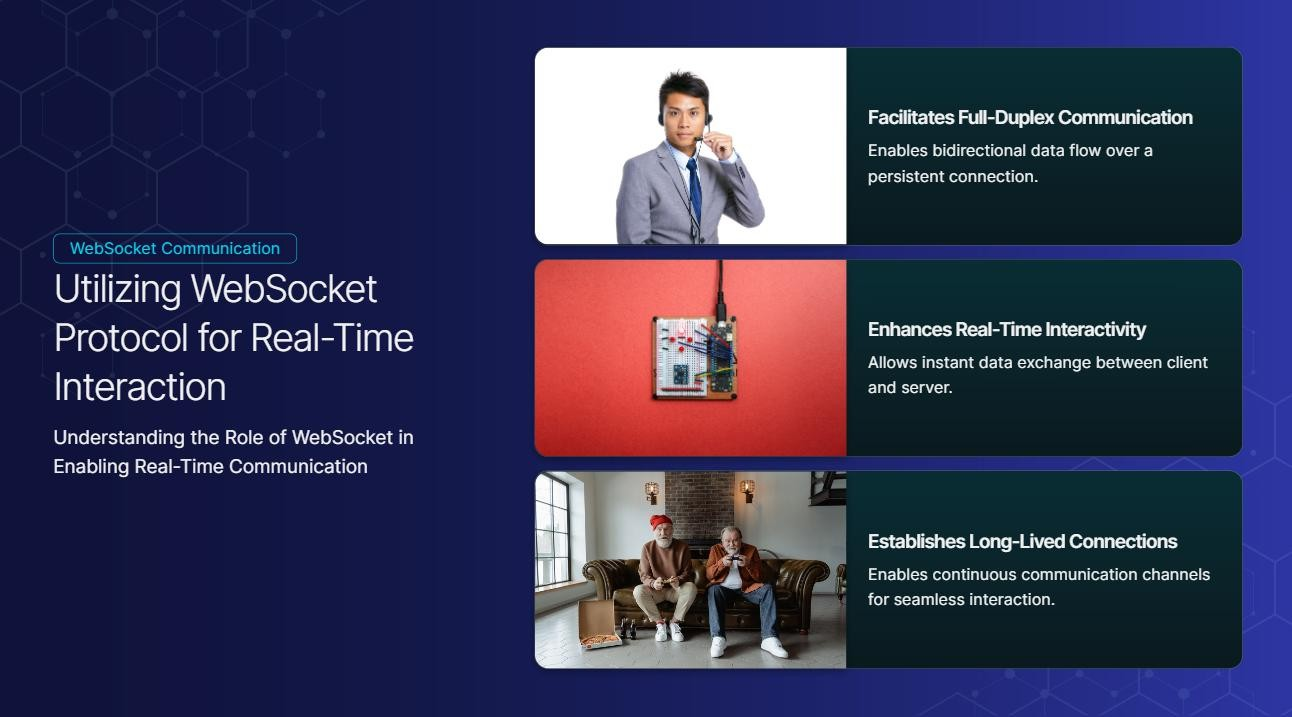 WebSocket Communication
Utilizing WebSocket
Protocol for Real-Time
Interaction
Understanding the Role of WebSocket in
Enabling Real-Time Communication
Facilitates Full-Duplex Communication
Enables bidirectional data flow over a
persistent connection.
Enhances Real-Time Interactivity
Allows instant data exchange between client
and server.
Establishes Long-Lived Connections
Enables continuous communication channels
for seamless interaction.